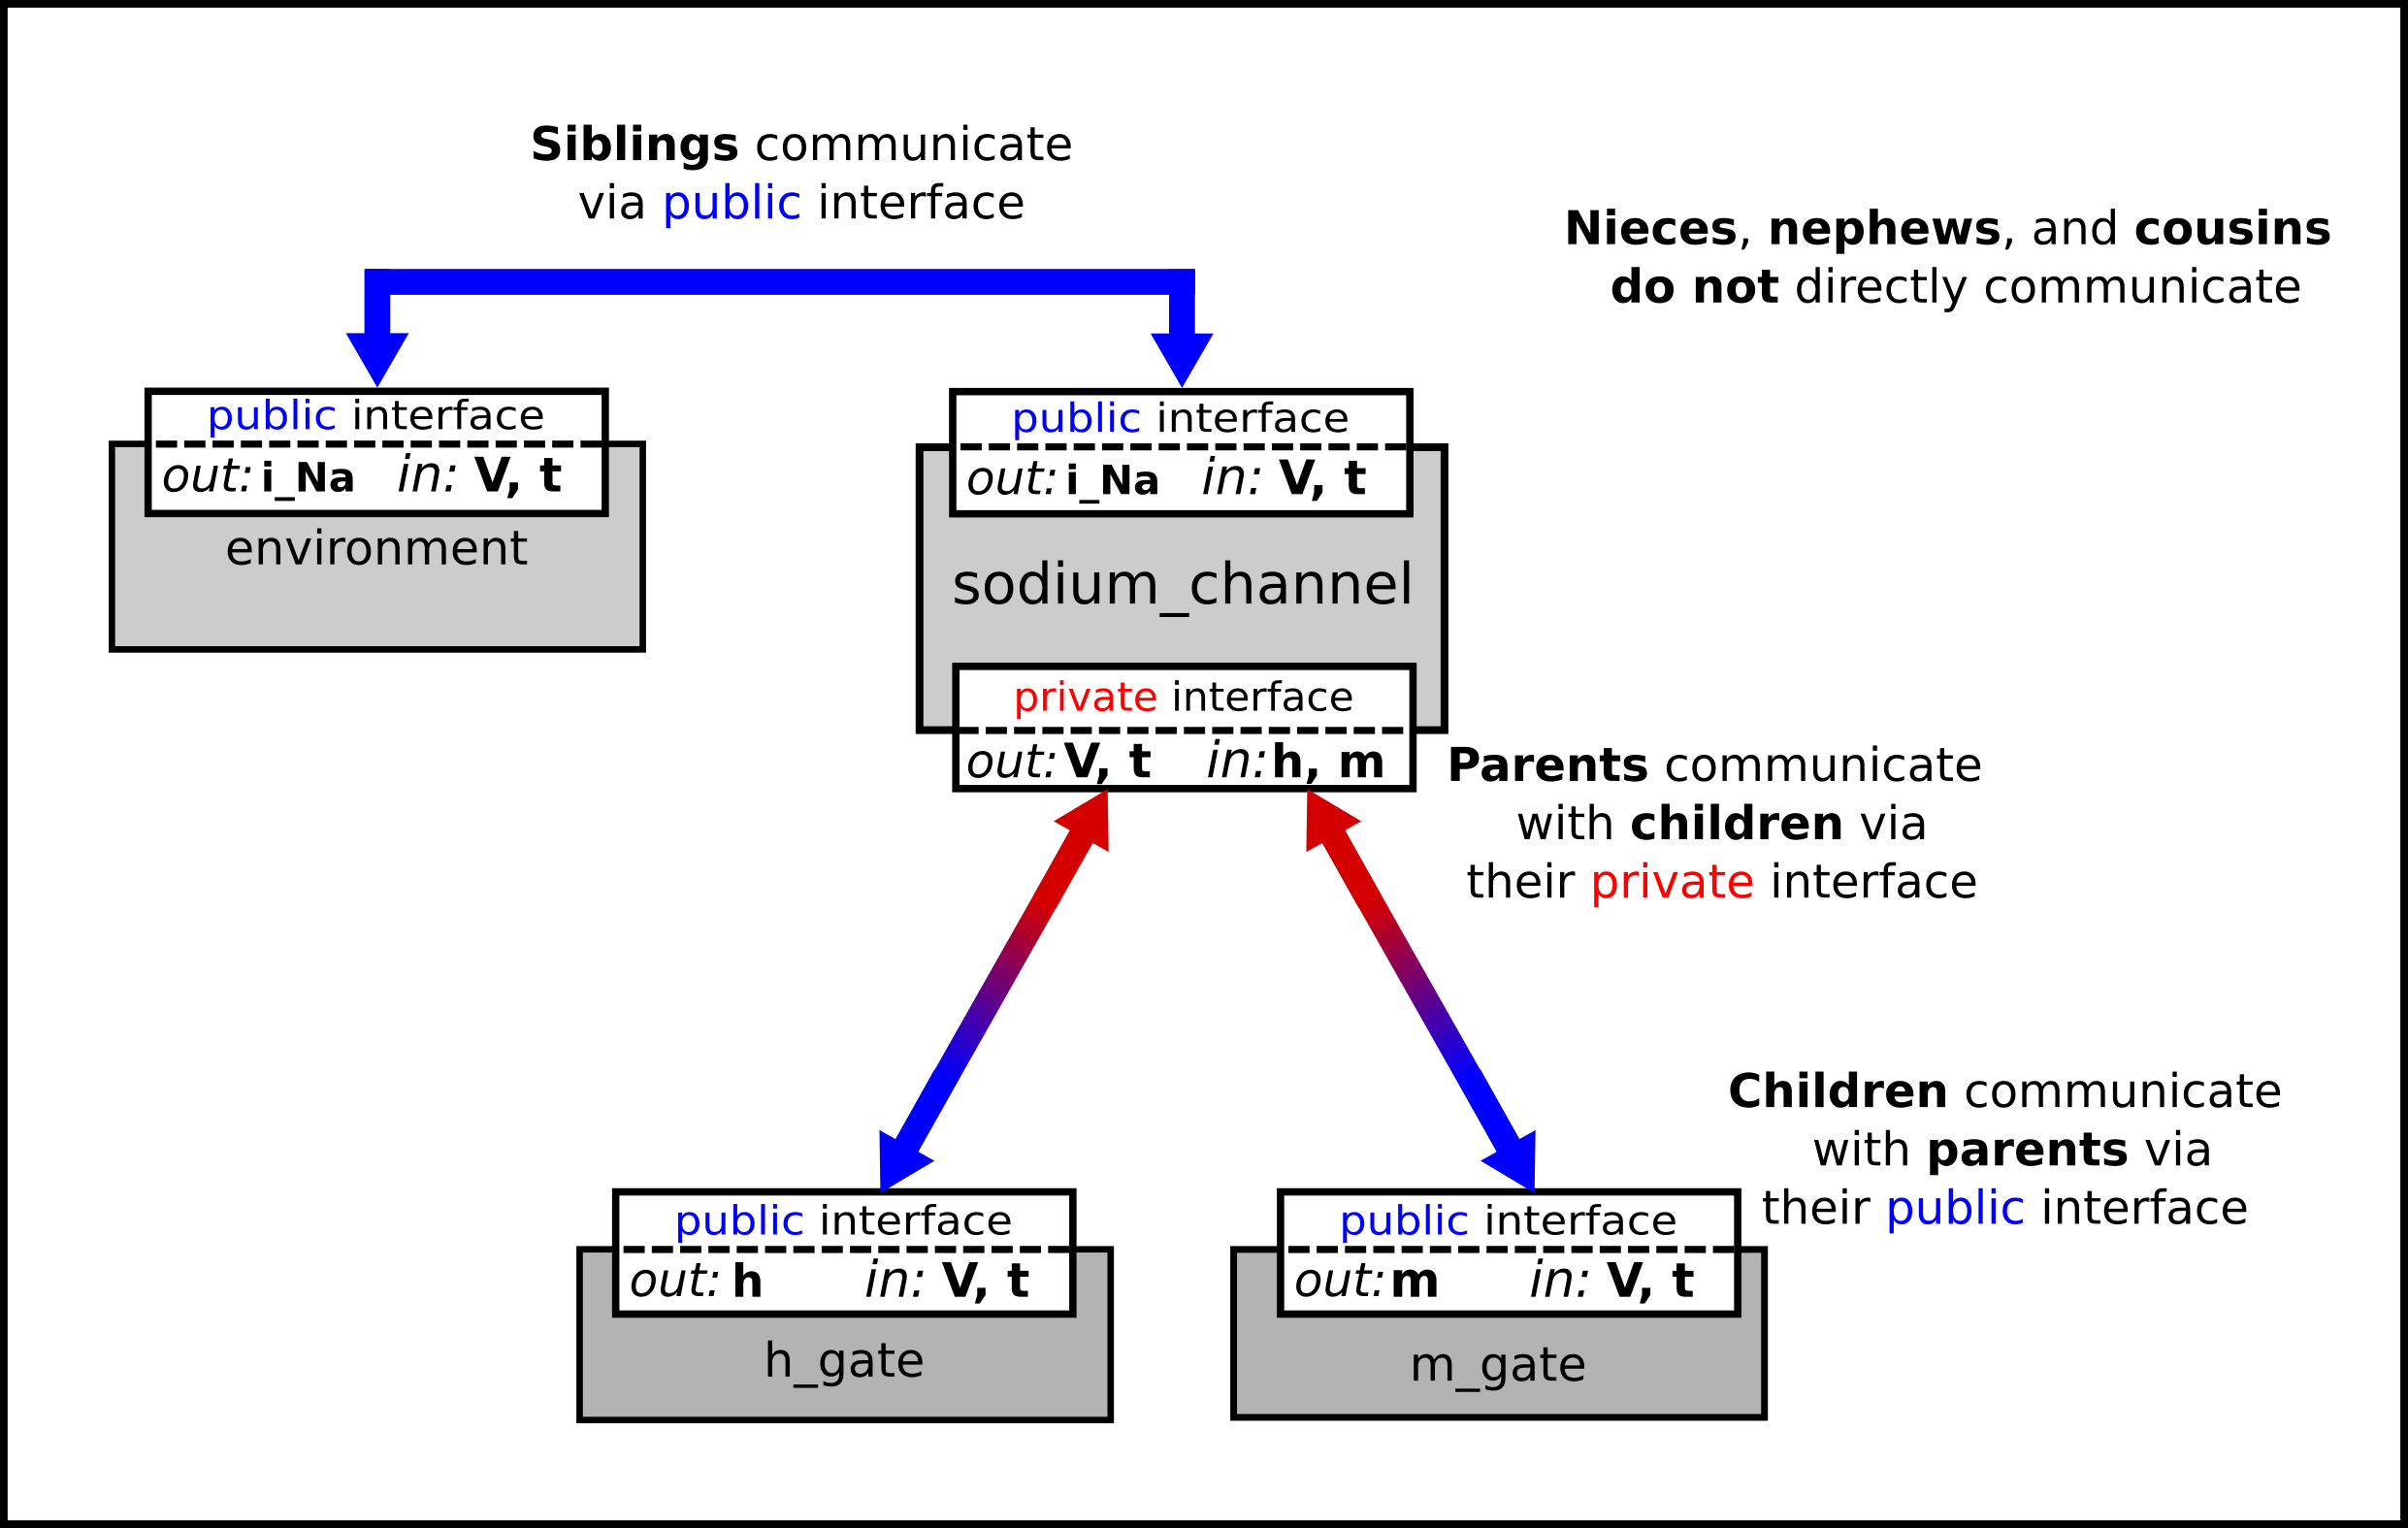 Siblings communicate
via public interface
Nieces, nephews, and cousins
do not directly communicate
public interface
out: i_Na in: V, t
environment
public interface
out: i_Na in: V, t
sodium_channel
private interface
out: V, t in: h, m
Parents communicate
with children via
their private interface
Children communicate
with parents via
their public interface
public interface
out: h in: V, t
h_gate
public interface
out: m in: V, t
m_gate